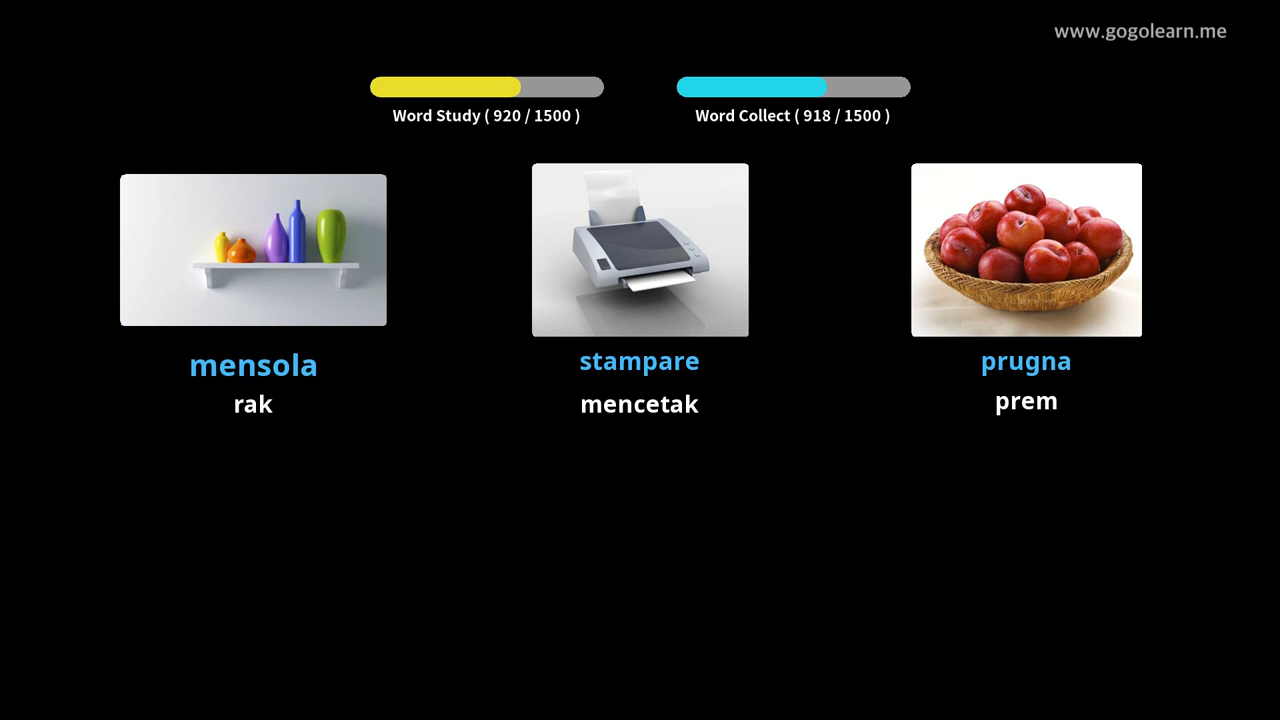 www.gogolearn.me
Word Study ( 920 / 1500 )
Word Collect ( 918 / 1500 )
mensola
rak
stampare
mencetak
prugna
prem